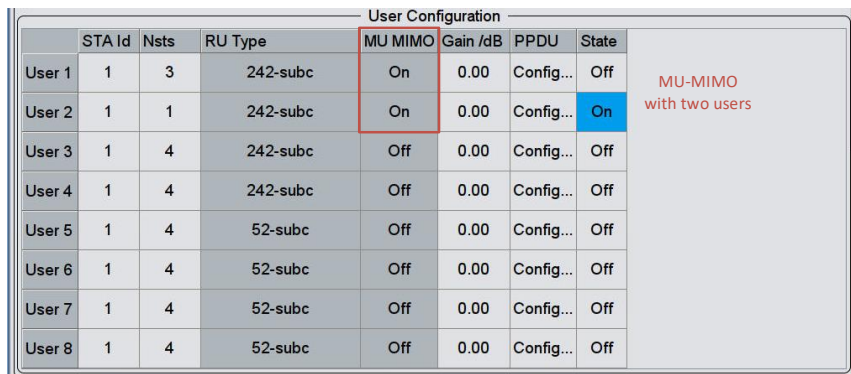 User Configuration
STA Id Nsts RU Type MU MIMO Gain /dB PPDU State
User 1 1 3 242-subc On 0.00 Config... Off
User 2 1 1 242-subc On 0.00 Config... On
User 3 1 4 242-subc Off 0.00 Config... Off
User 4 1 4 242-subc Off 0.00 Config... Off
User 5 1 4 52-subc Off 0.00 Config... Off
User 6 1 4 52-subc Off 0.00 Config... Off
User 7 1 4 52-subc Off 0.00 Config... Off
User 8 1 4 52-subc Off 0.00 Config... Off
MU-MIMO
with two users